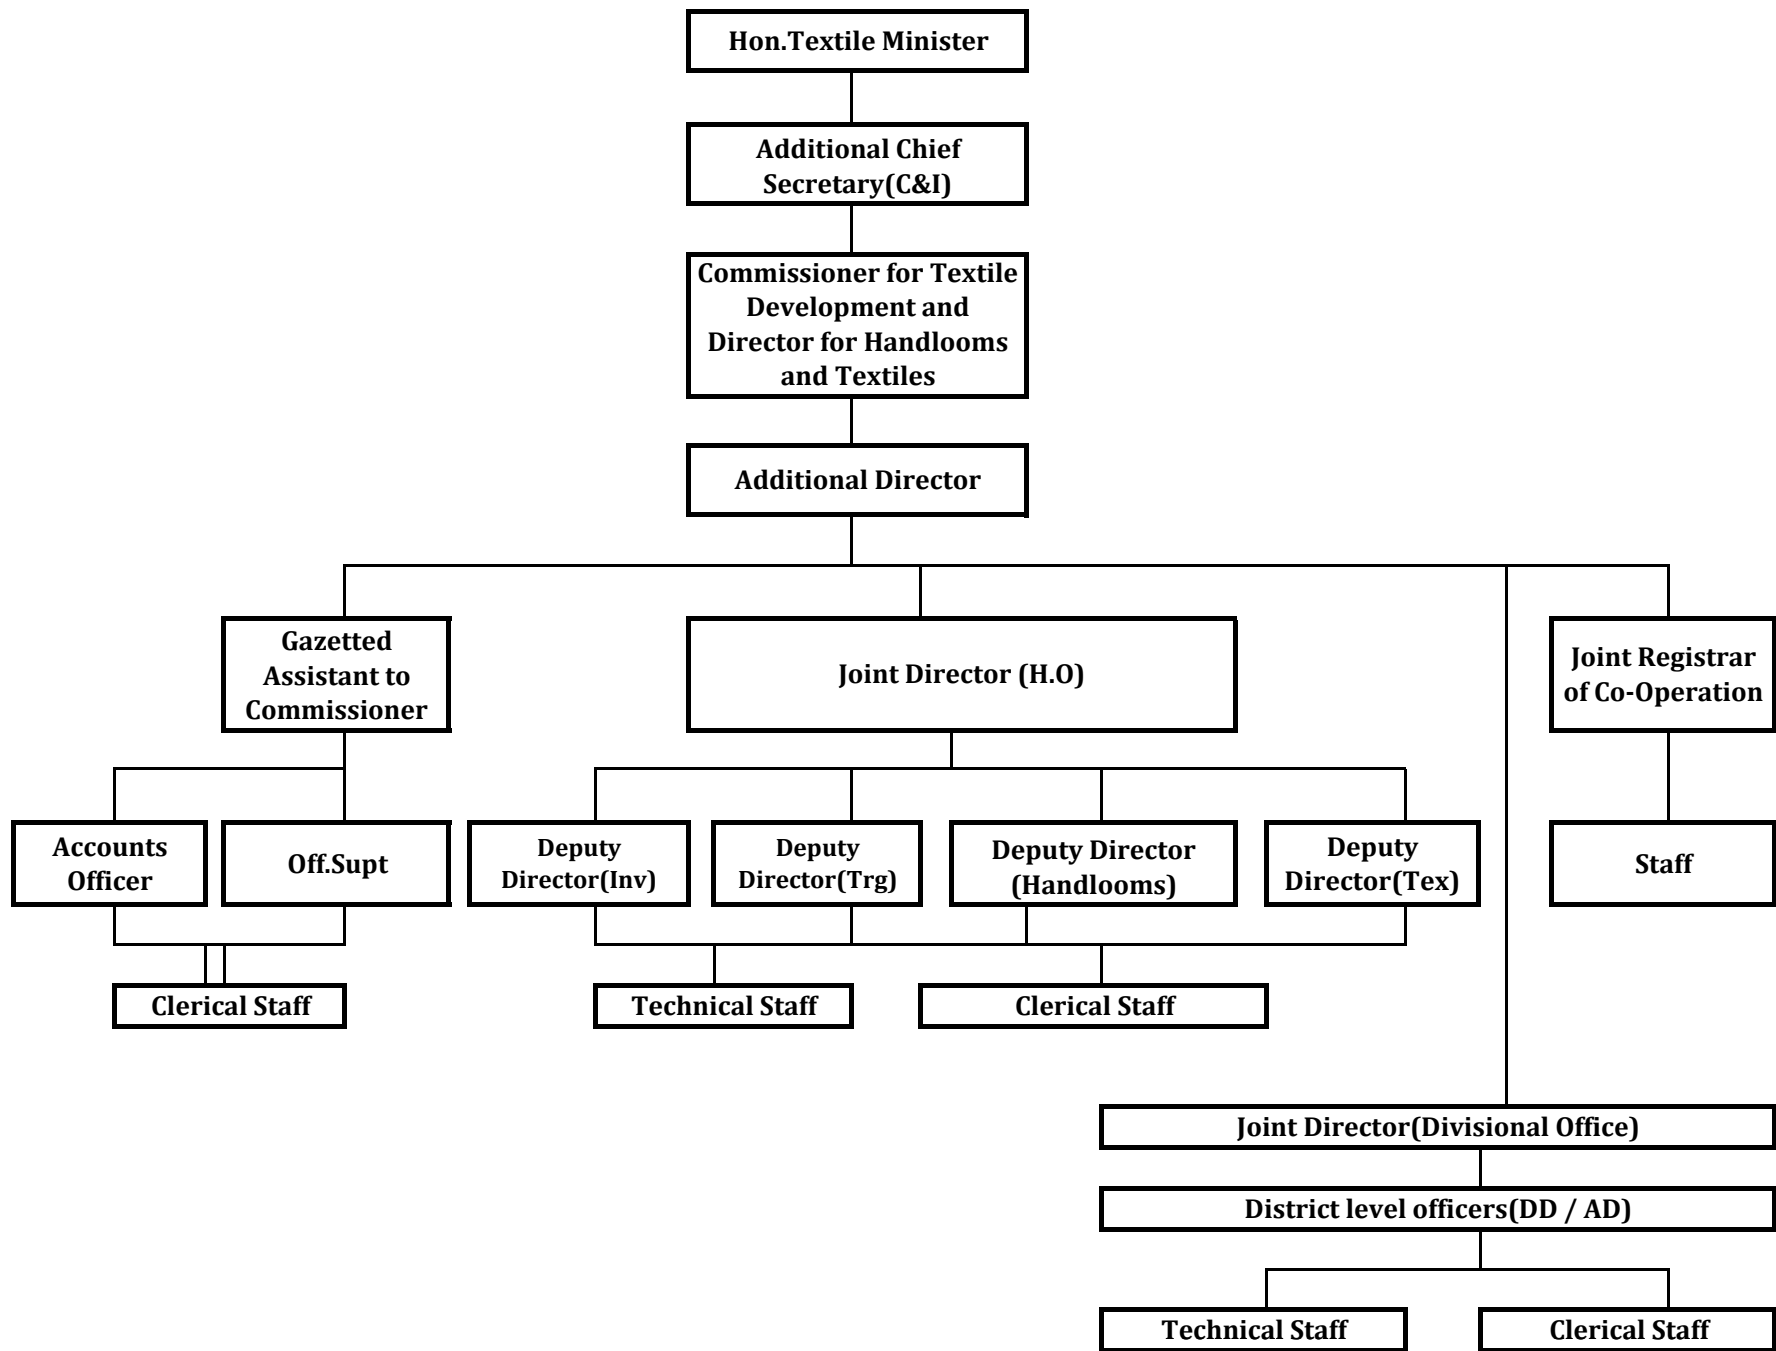 Hon.Textile Minister
Additional Chief
Secretary(C&I)
Commissioner for Textile
Development and
Director for Handlooms
and Textiles
Additional Director
Gazetted
Assistant to
Commissioner
Joint Director (H.O)
Joint Registrar
of Co-Operation
Accounts
Officer
Off.Supt
Deputy
Director(Inv)
Deputy
Director(Trg)
Deputy Director
(Handlooms)
Deputy
Director(Tex)
Staff
Clerical Staff
Technical Staff
Clerical Staff
Joint Director(Divisional Office)
District level officers(DD / AD)
Technical Staff
Clerical Staff